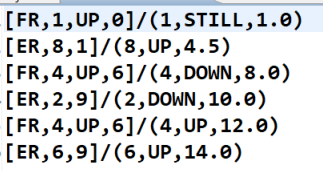 [FR,1,UP,0]/(1,STILL,1.0)
[ER,8,1]/(8,UP,4.5)
[FR,4,UP,6]/(4,DOWN,8.0)
[ER,2,9]/(2,DOWN,10.0)
[FR,4,UP,6]/(4,UP,12.0)
[ER,6,9]/(6,UP,14.0)